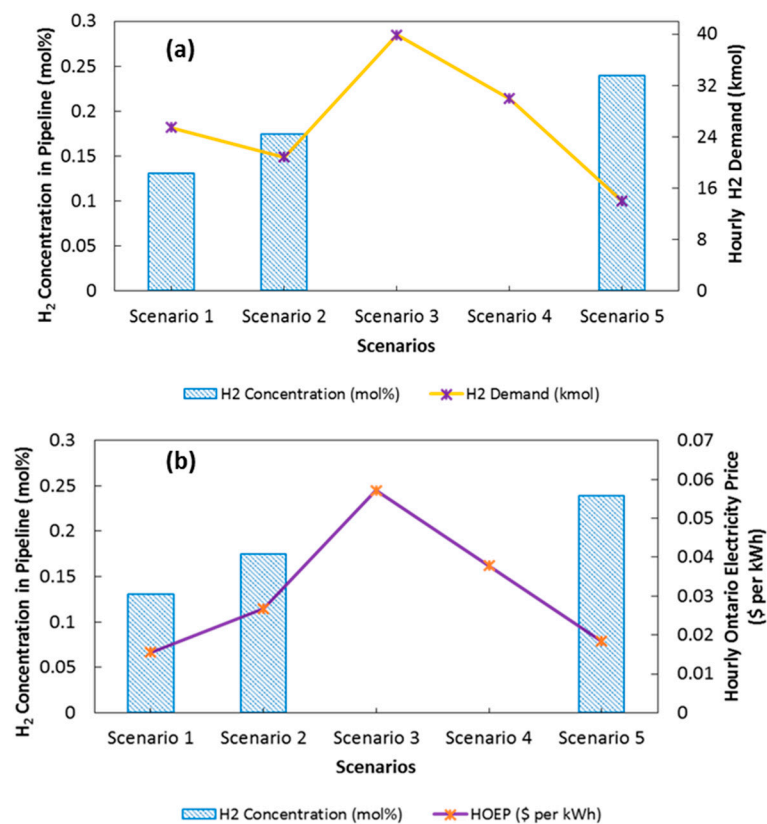 (a)
H2 Concentration in Pipeline (mol%)
0.3
0.25
0.2
0.15
0.1
0.05
0
40
32
24
16
8
0
Hourly H2 Demand (kmol)
Scenario 1 Scenario 2 Scenario 3 Scenario 4 Scenario 5
Scenarios
H2 Concentration (mol%) H2 Demand (kmol)
(b)
H2 Concentration in Pipeline (mol%)
0.3
0.25
0.2
0.15
0.1
0.05
0
0.07
0.06
0.05
0.04
0.03
0.02
0.01
0
Hourly Ontario Electricity Price
($ per kWh)
Scenario 1 Scenario 2 Scenario 3 Scenario 4 Scenario 5
Scenarios
H2 Concentration (mol%) HOEP ($ per kWh)